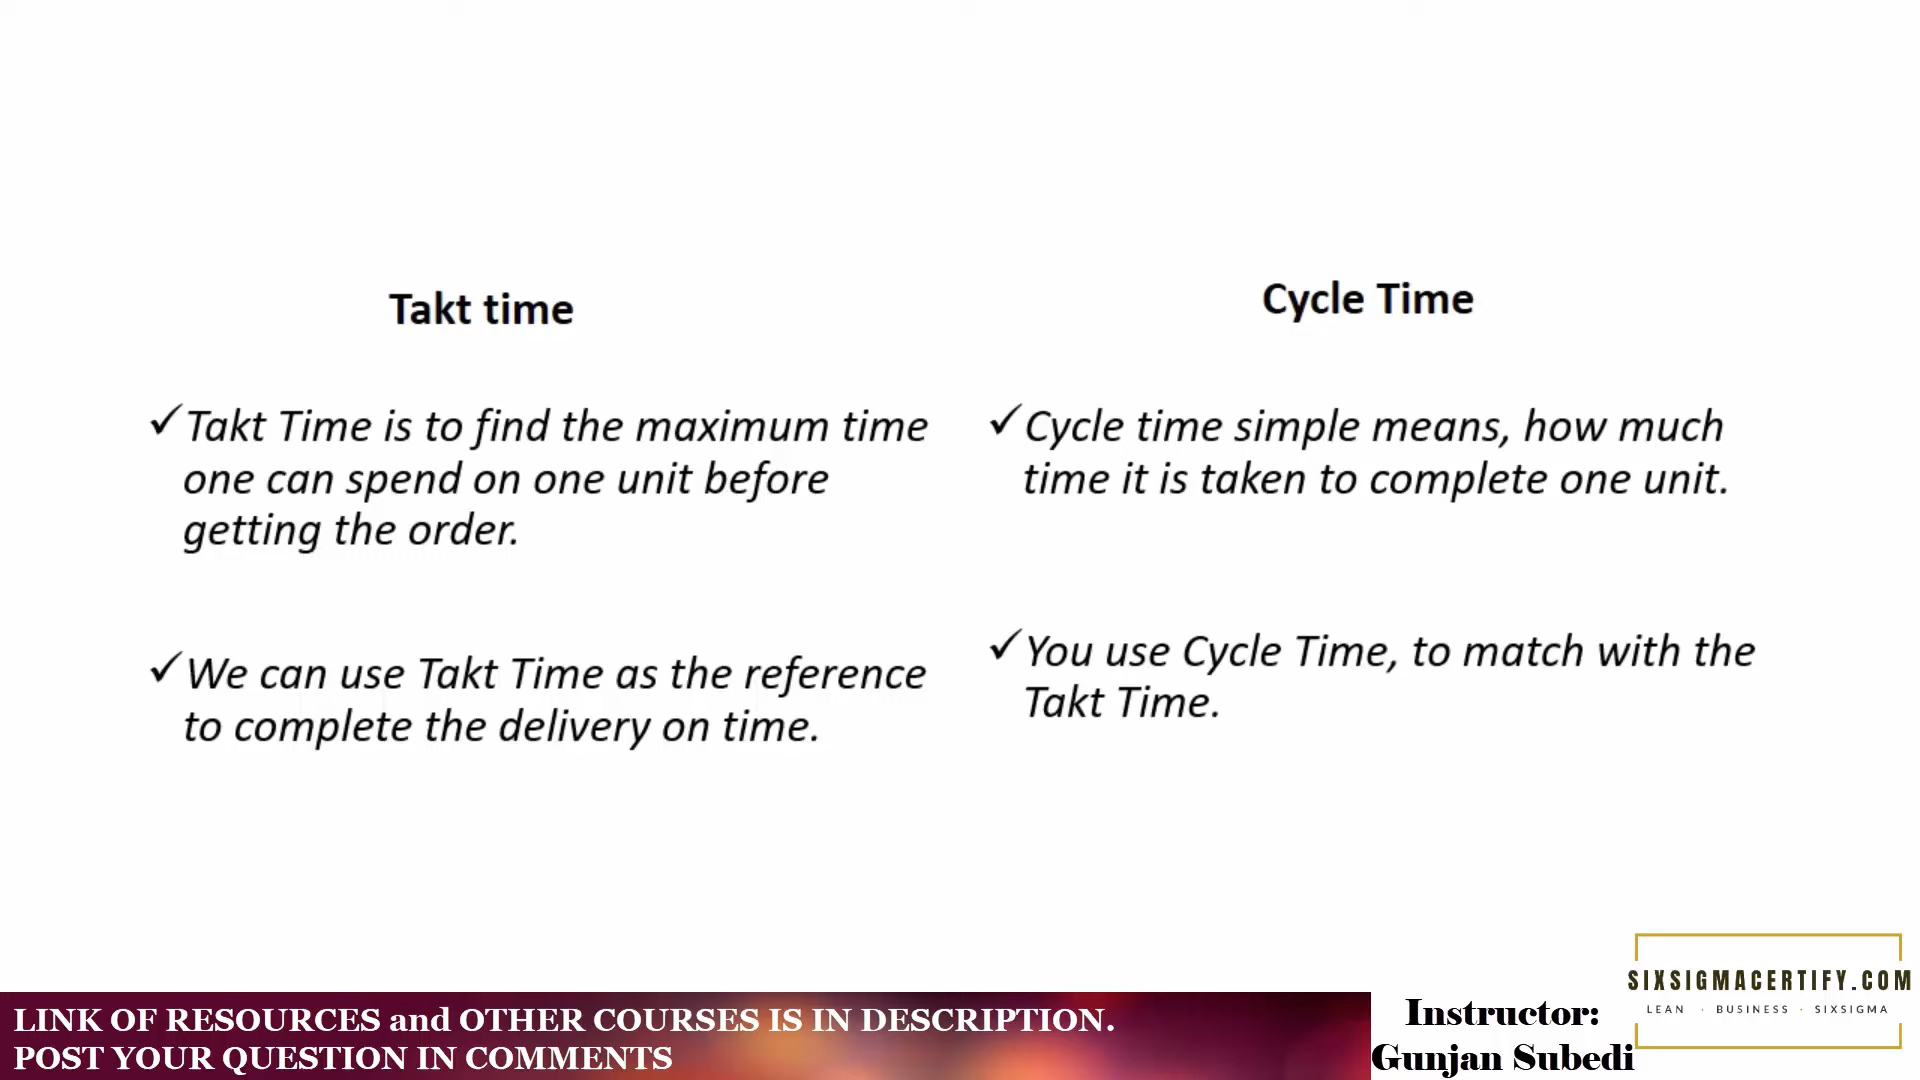 Takt time
✓Takt Time is to find the maximum time
one can spend on one unit before
getting the order.
✓We can use Takt Time as the reference
to complete the delivery on time.
Cycle Time
✓Cycle time simple means, how much
time it is taken to complete one unit.
✓You use Cycle Time, to match with the
Takt Time.
LINK OF RESOURCES and OTHER COURSES IS IN DESCRIPTION.
POST YOUR QUESTION IN COMMENTS
Instructor:
Gunjan Subedi
SIXSIGMACERTIFY.COM
LEAN · BUSINESS · SIXSIGMA